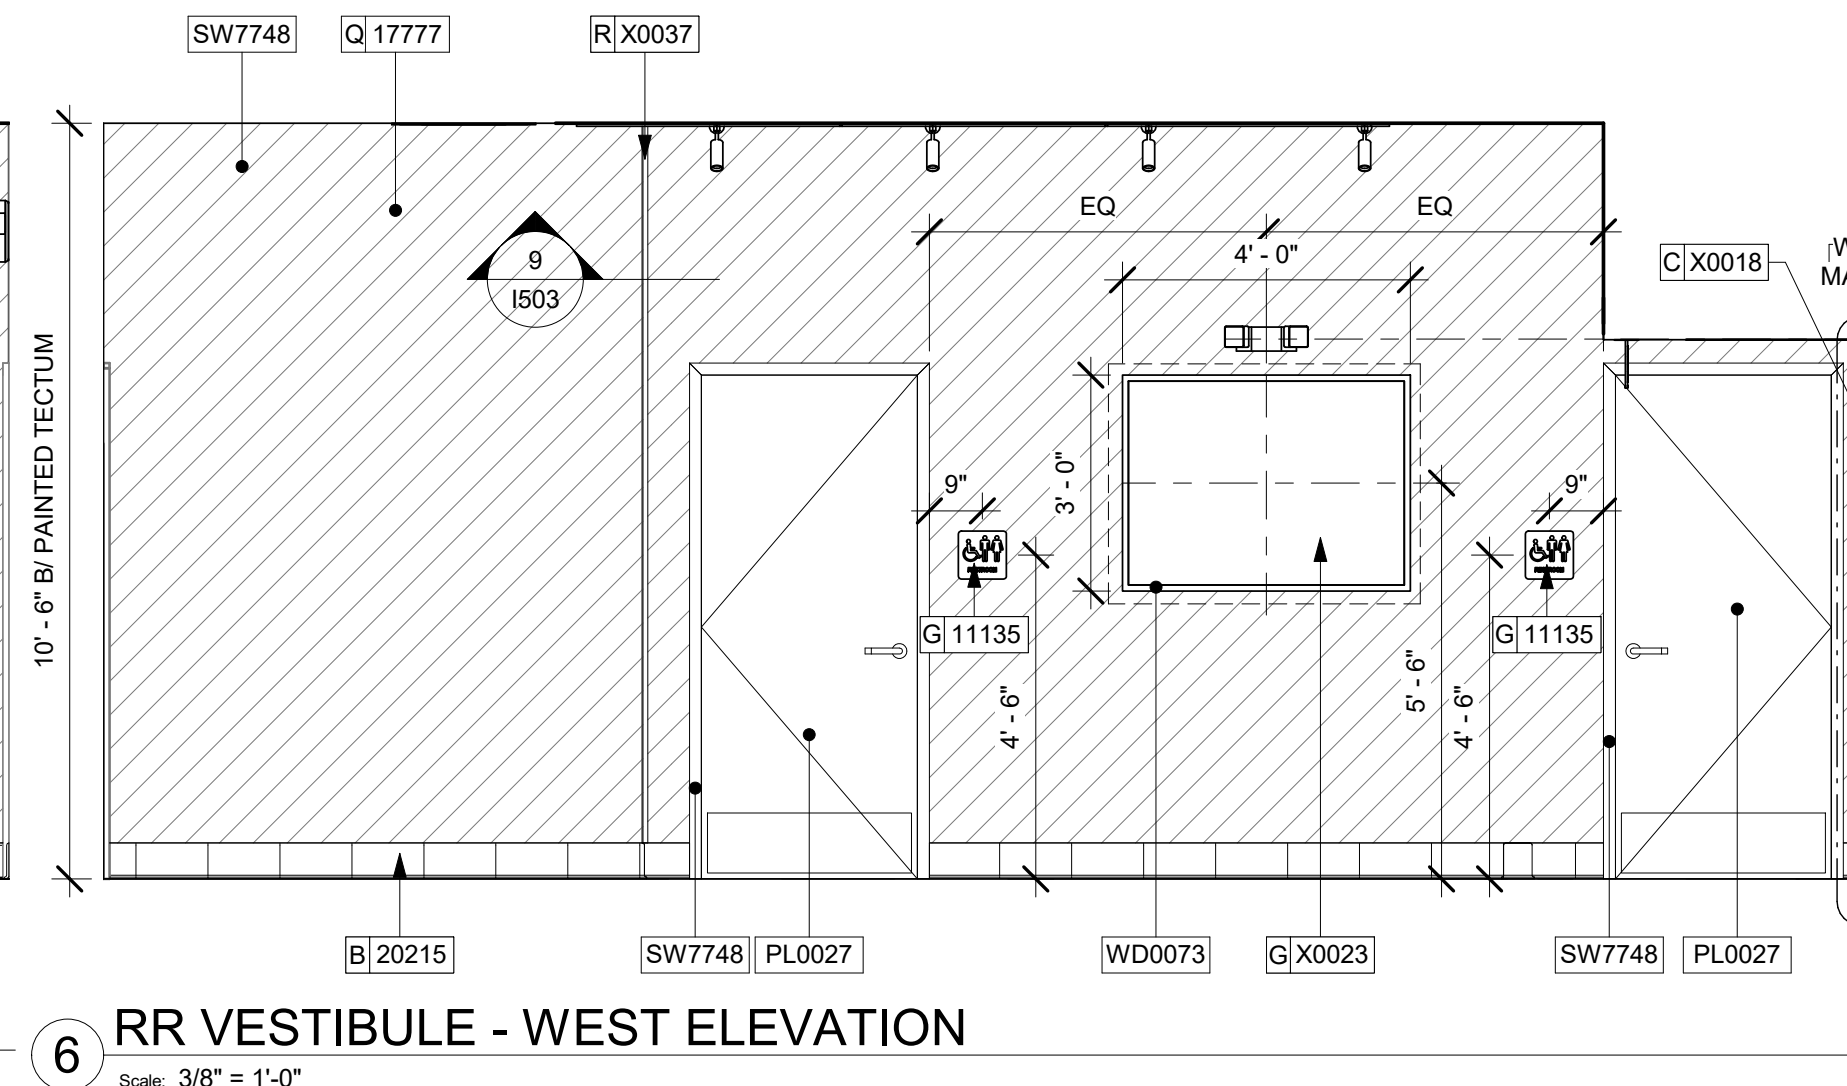 SW7748
Q 17777
R X0037
EQ
EQ
4' - 0"
C X0018
W
MA
9
I503
10' - 6" B/ PAINTED TECTUM
3' - 0"
9"
9"
G 11135
G 11135
4' - 6"
5' - 6"
4' - 6"
B 20215
SW7748
PL0027
WD0073
G X0023
SW7748
PL0027
6
RR VESTIBULE - WEST ELEVATION
Scale: 3/8" = 1'-0"